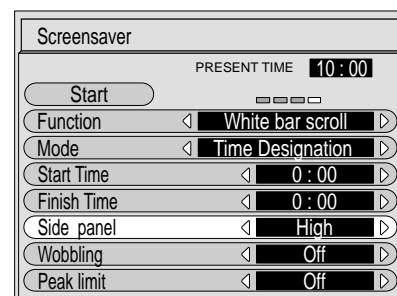 Screensaver
PRESENT TIME 10 : 00
Start
Function White bar scroll
Mode Time Designation
Start Time 0 : 00
Finish Time 0 : 00
Side panel High
Wobbling Off
Peak limit Off